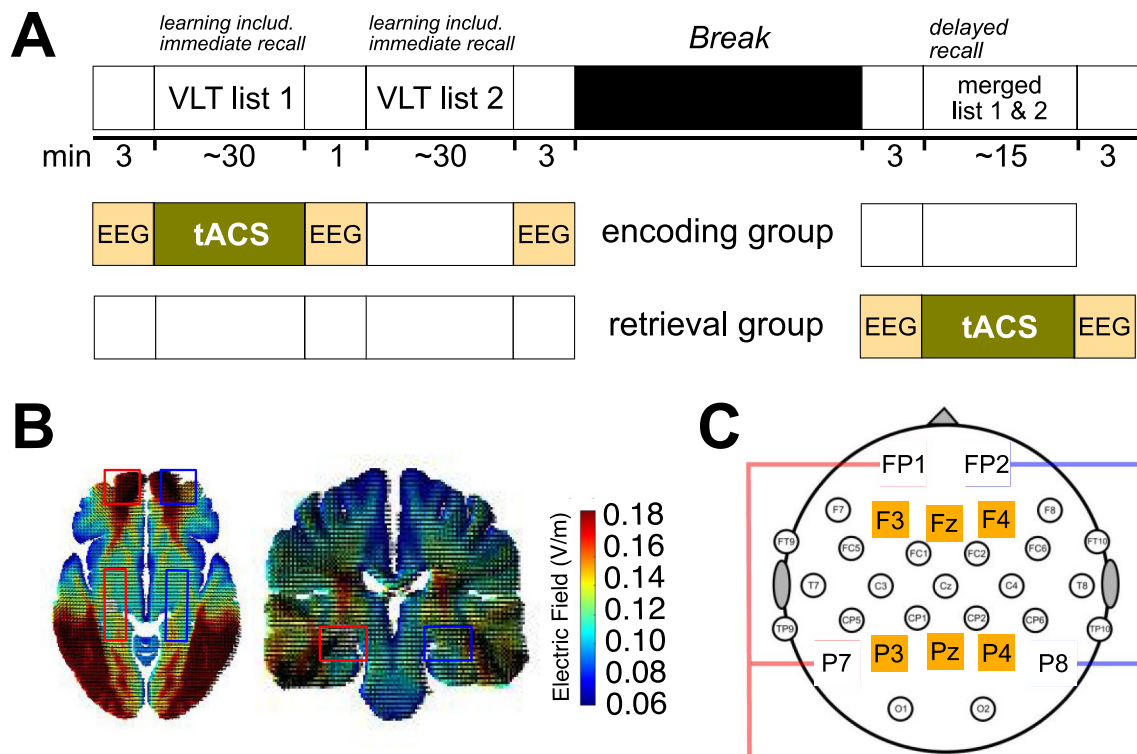 A
learning includ.
immediate recall
learning includ.
immediate recall
Break
delayed
recall
VLT list 1
VLT list 2
merged
list 1 & 2
min 3 ~30 1 ~30 3 3 ~15 3
EEG tACS EEG EEG encoding group
retrieval group EEG tACS EEG
B
Electric Field (V/m)
0.18
0.16
0.14
0.12
0.10
0.08
0.06
C
FP1 FP2
F7 F3 Fz F4 F8
FT9 FC5 FC1 FC2 FC6 FT10
T7 C3 Cz C4 T8
TP9 CP5 CP1 CP2 CP6 TP10
P7 P3 Pz P4 P8
O1 O2